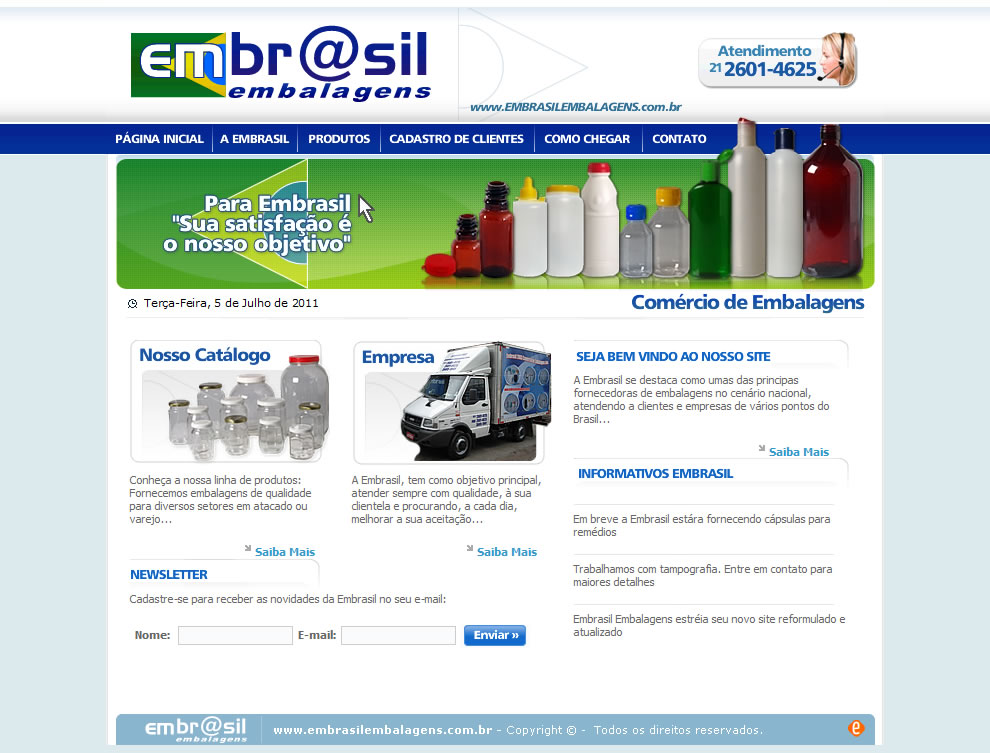 embr@sil
embalagens
Atendimento
21 2601-4625
www.EMBRASILEMBALAGENS.com.br
PÁGINA INICIAL
A EMBRASIL
PRODUTOS
CADASTRO DE CLIENTES
COMO CHEGAR
CONTATO
Para Embrasil
"Sua satisfação é
o nosso objetivo"
Terça-Feira, 5 de Julho de 2011
Comércio de Embalagens
Nosso Catálogo
Conheça a nossa linha de produtos:
Fornecemos embalagens de qualidade
para diversos setores em atacado ou
varejo...
Saiba Mais
Empresa
A Embrasil, tem como objetivo principal,
atender sempre com qualidade, à sua
clientela e procurando, a cada dia,
melhorar a sua aceitação...
Saiba Mais
SEJA BEM VINDO AO NOSSO SITE
A Embrasil se destaca como umas das principas
fornecedoras de embalagens no cenário nacional,
atendendo a clientes e empresas de vários pontos do
Brasil...
Saiba Mais
INFORMATIVOS EMBRASIL
Em breve a Embrasil estára fornecendo cápsulas para
remédios
Trabalhamos com tampografia. Entre em contato para
maiores detalhes
Embrasil Embalagens estréia seu novo site reformulado e
atualizado
NEWSLETTER
Cadastre-se para receber as novidades da Embrasil no seu e-mail:
Nome:
E-mail:
Enviar »
embr@sil
embalagens
www.embrasilembalagens.com.br - Copyright © - Todos os direitos reservados.
e